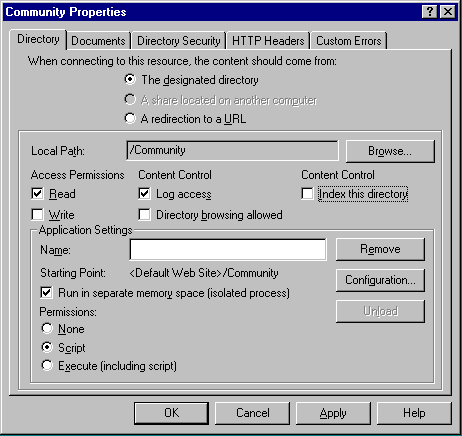 Community Properties
Directory Documents Directory Security HTTP Headers Custom Errors
When connecting to this resource, the content should come from:
The designated directory
A share located on another computer
A redirection to a URL
Local Path: /Community Browse...
Access Permissions Content Control Content Control
Read Log access Index this directory
Write Directory browsing allowed
Application Settings
Name: Remove
Starting Point: <Default Web Site>/Community
Configuration...
Run in separate memory space (isolated process)
Unload
Permissions:
None
Script
Execute (including script)
OK Cancel Apply Help